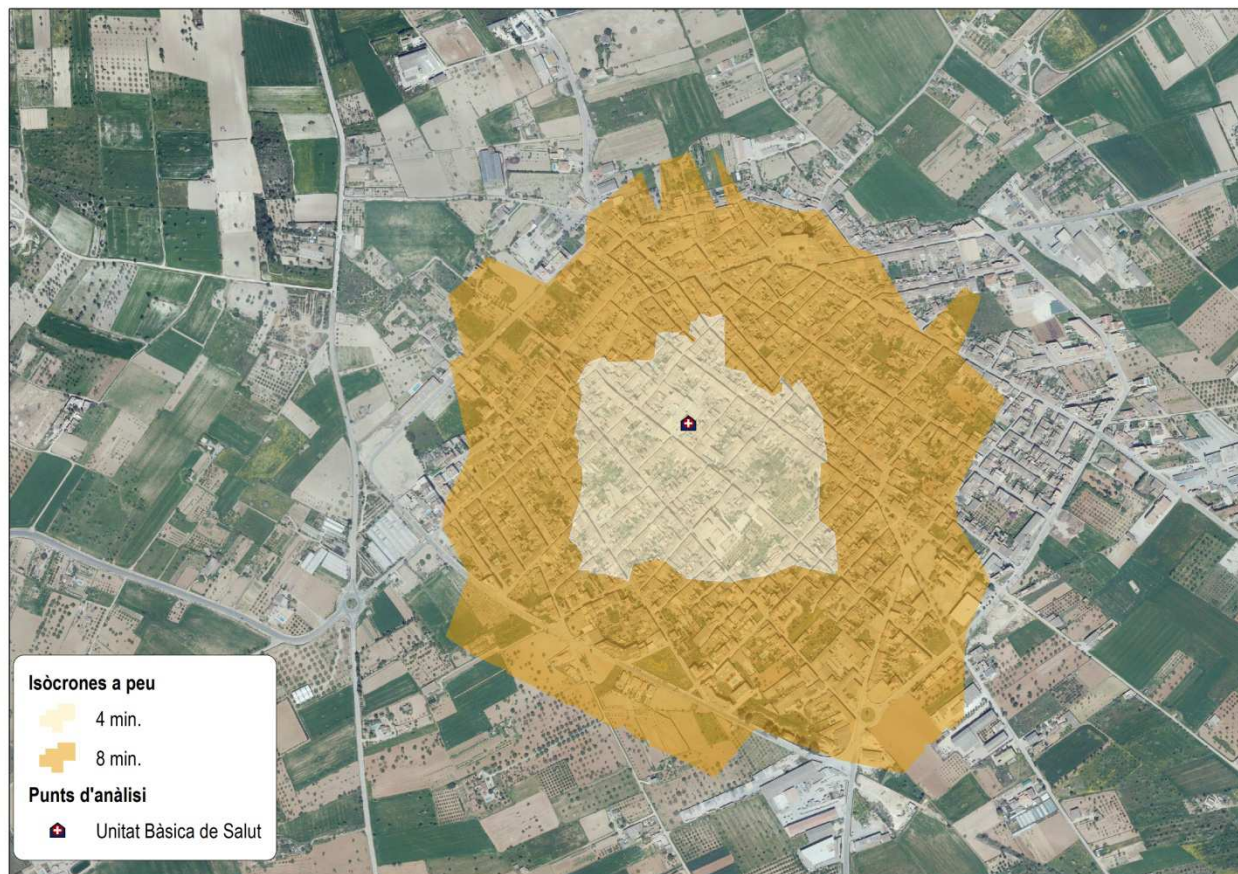 Isòcrones a peu
4 min.
8 min.
Punts d'anàlisi
Unitat Bàsica de Salut